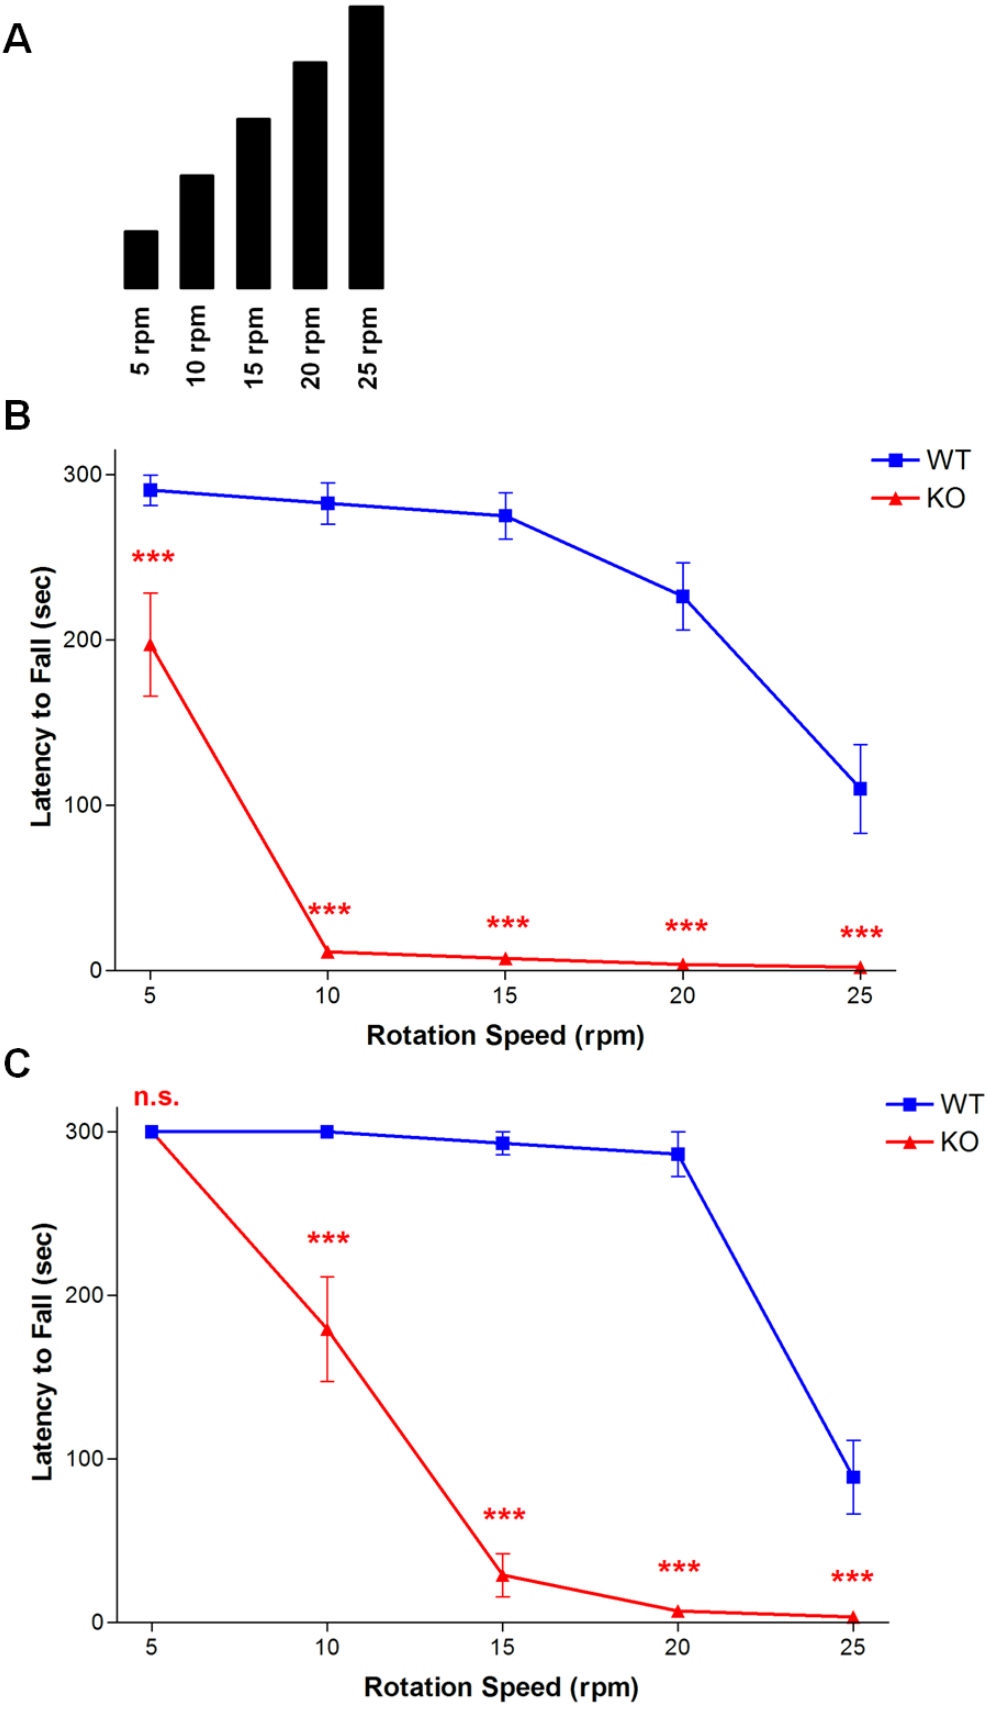 A
5 rpm
10 rpm
15 rpm
20 rpm
25 rpm
B
WT
KO
300
200
100
0
Latency to Fall (sec)
***
***
***
***
***
5 10 15 20 25
Rotation Speed (rpm)
C
n.s.
WT
KO
300
200
100
0
Latency to Fall (sec)
***
***
***
***
5 10 15 20 25
Rotation Speed (rpm)